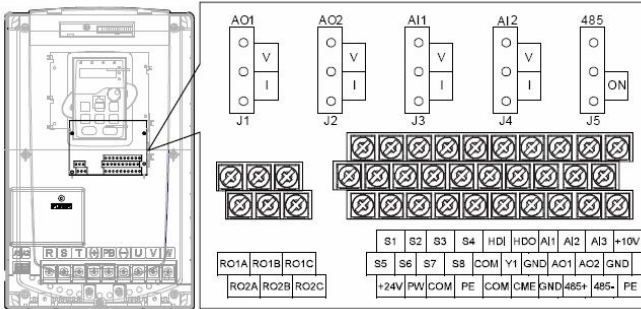 AO1 AO2 AI1 AI2 485
V V V V
I I I I ON
J1 J2 J3 J4 J5
R S T (+) PB (-) U V W
S1 S2 S3 S4 HDI HDO AI1 AI2 AI3 +10V
RO1A RO1B RO1C S5 S6 S7 S8 COM Y1 GND AO1 AO2 GND
RO2A RO2B RO2C +24V PW COM PE COM CME GND 485+ 485- PE